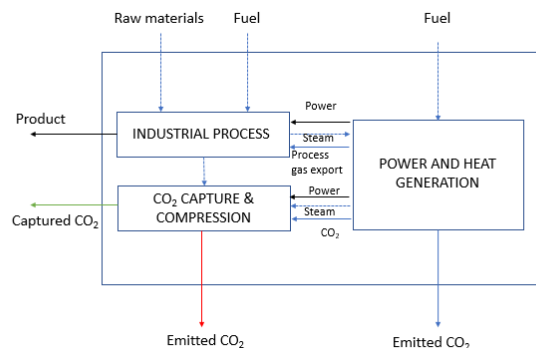 Raw materials
Fuel
Fuel
Power
Product
INDUSTRIAL PROCESS
Steam
Process
gas export
POWER AND HEAT
GENERATION
Power
CO₂ CAPTURE &
COMPRESSION
Steam
Captured CO₂
CO₂
Emitted CO₂
Emitted CO₂